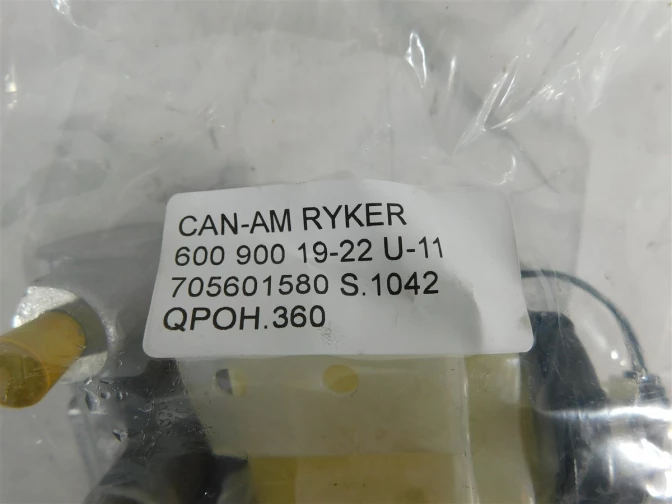 CAN-AM RYKER
600 900 19-22 U-11
705601580 S.1042
QPOH.360